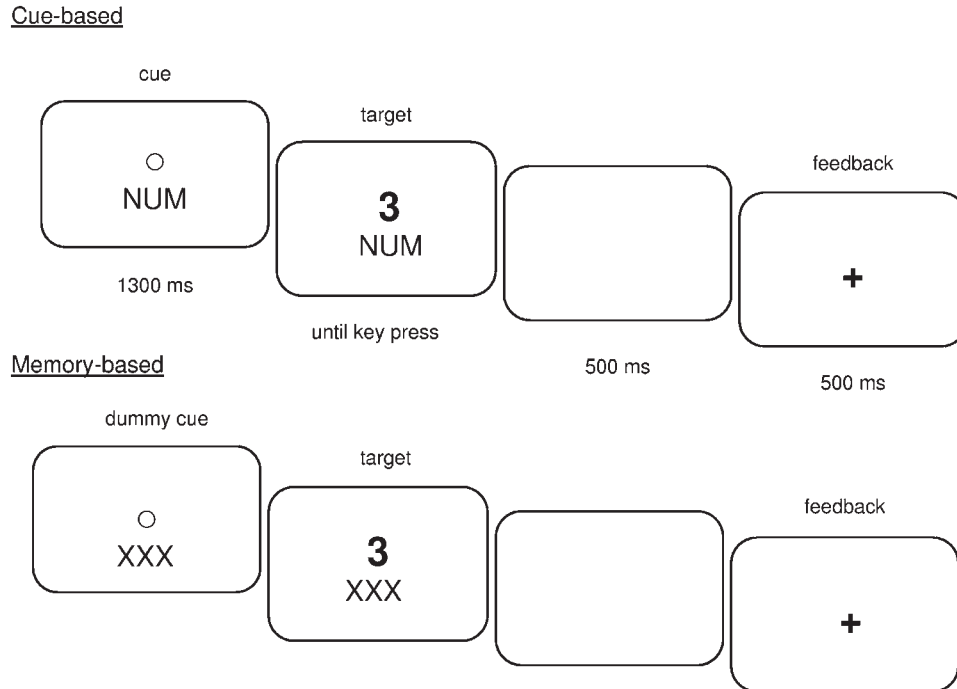 Cue-based
cue
NUM
1300 ms
target
3
NUM
until key press
500 ms
feedback
+
500 ms
Memory-based
dummy cue
XXX
target
3
XXX
feedback
+